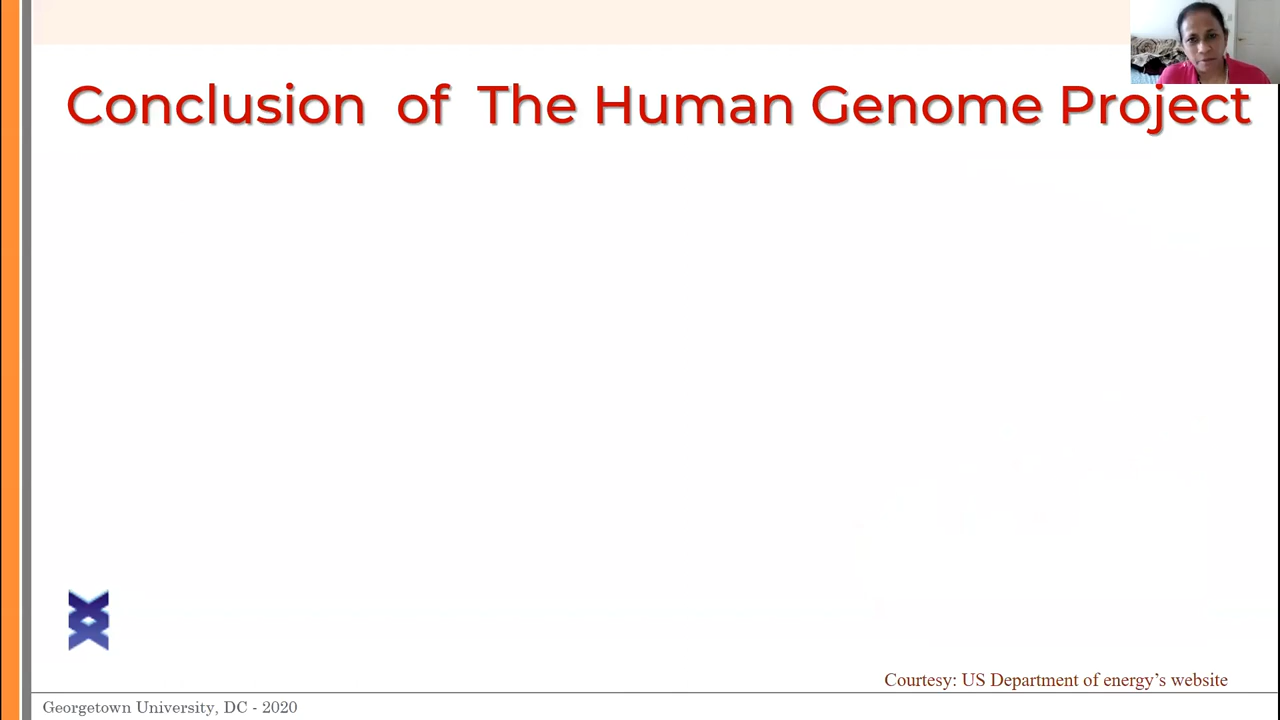 Conclusion of The Human Genome Project
Courtesy: US Department of energy's website
Georgetown University, DC - 2020